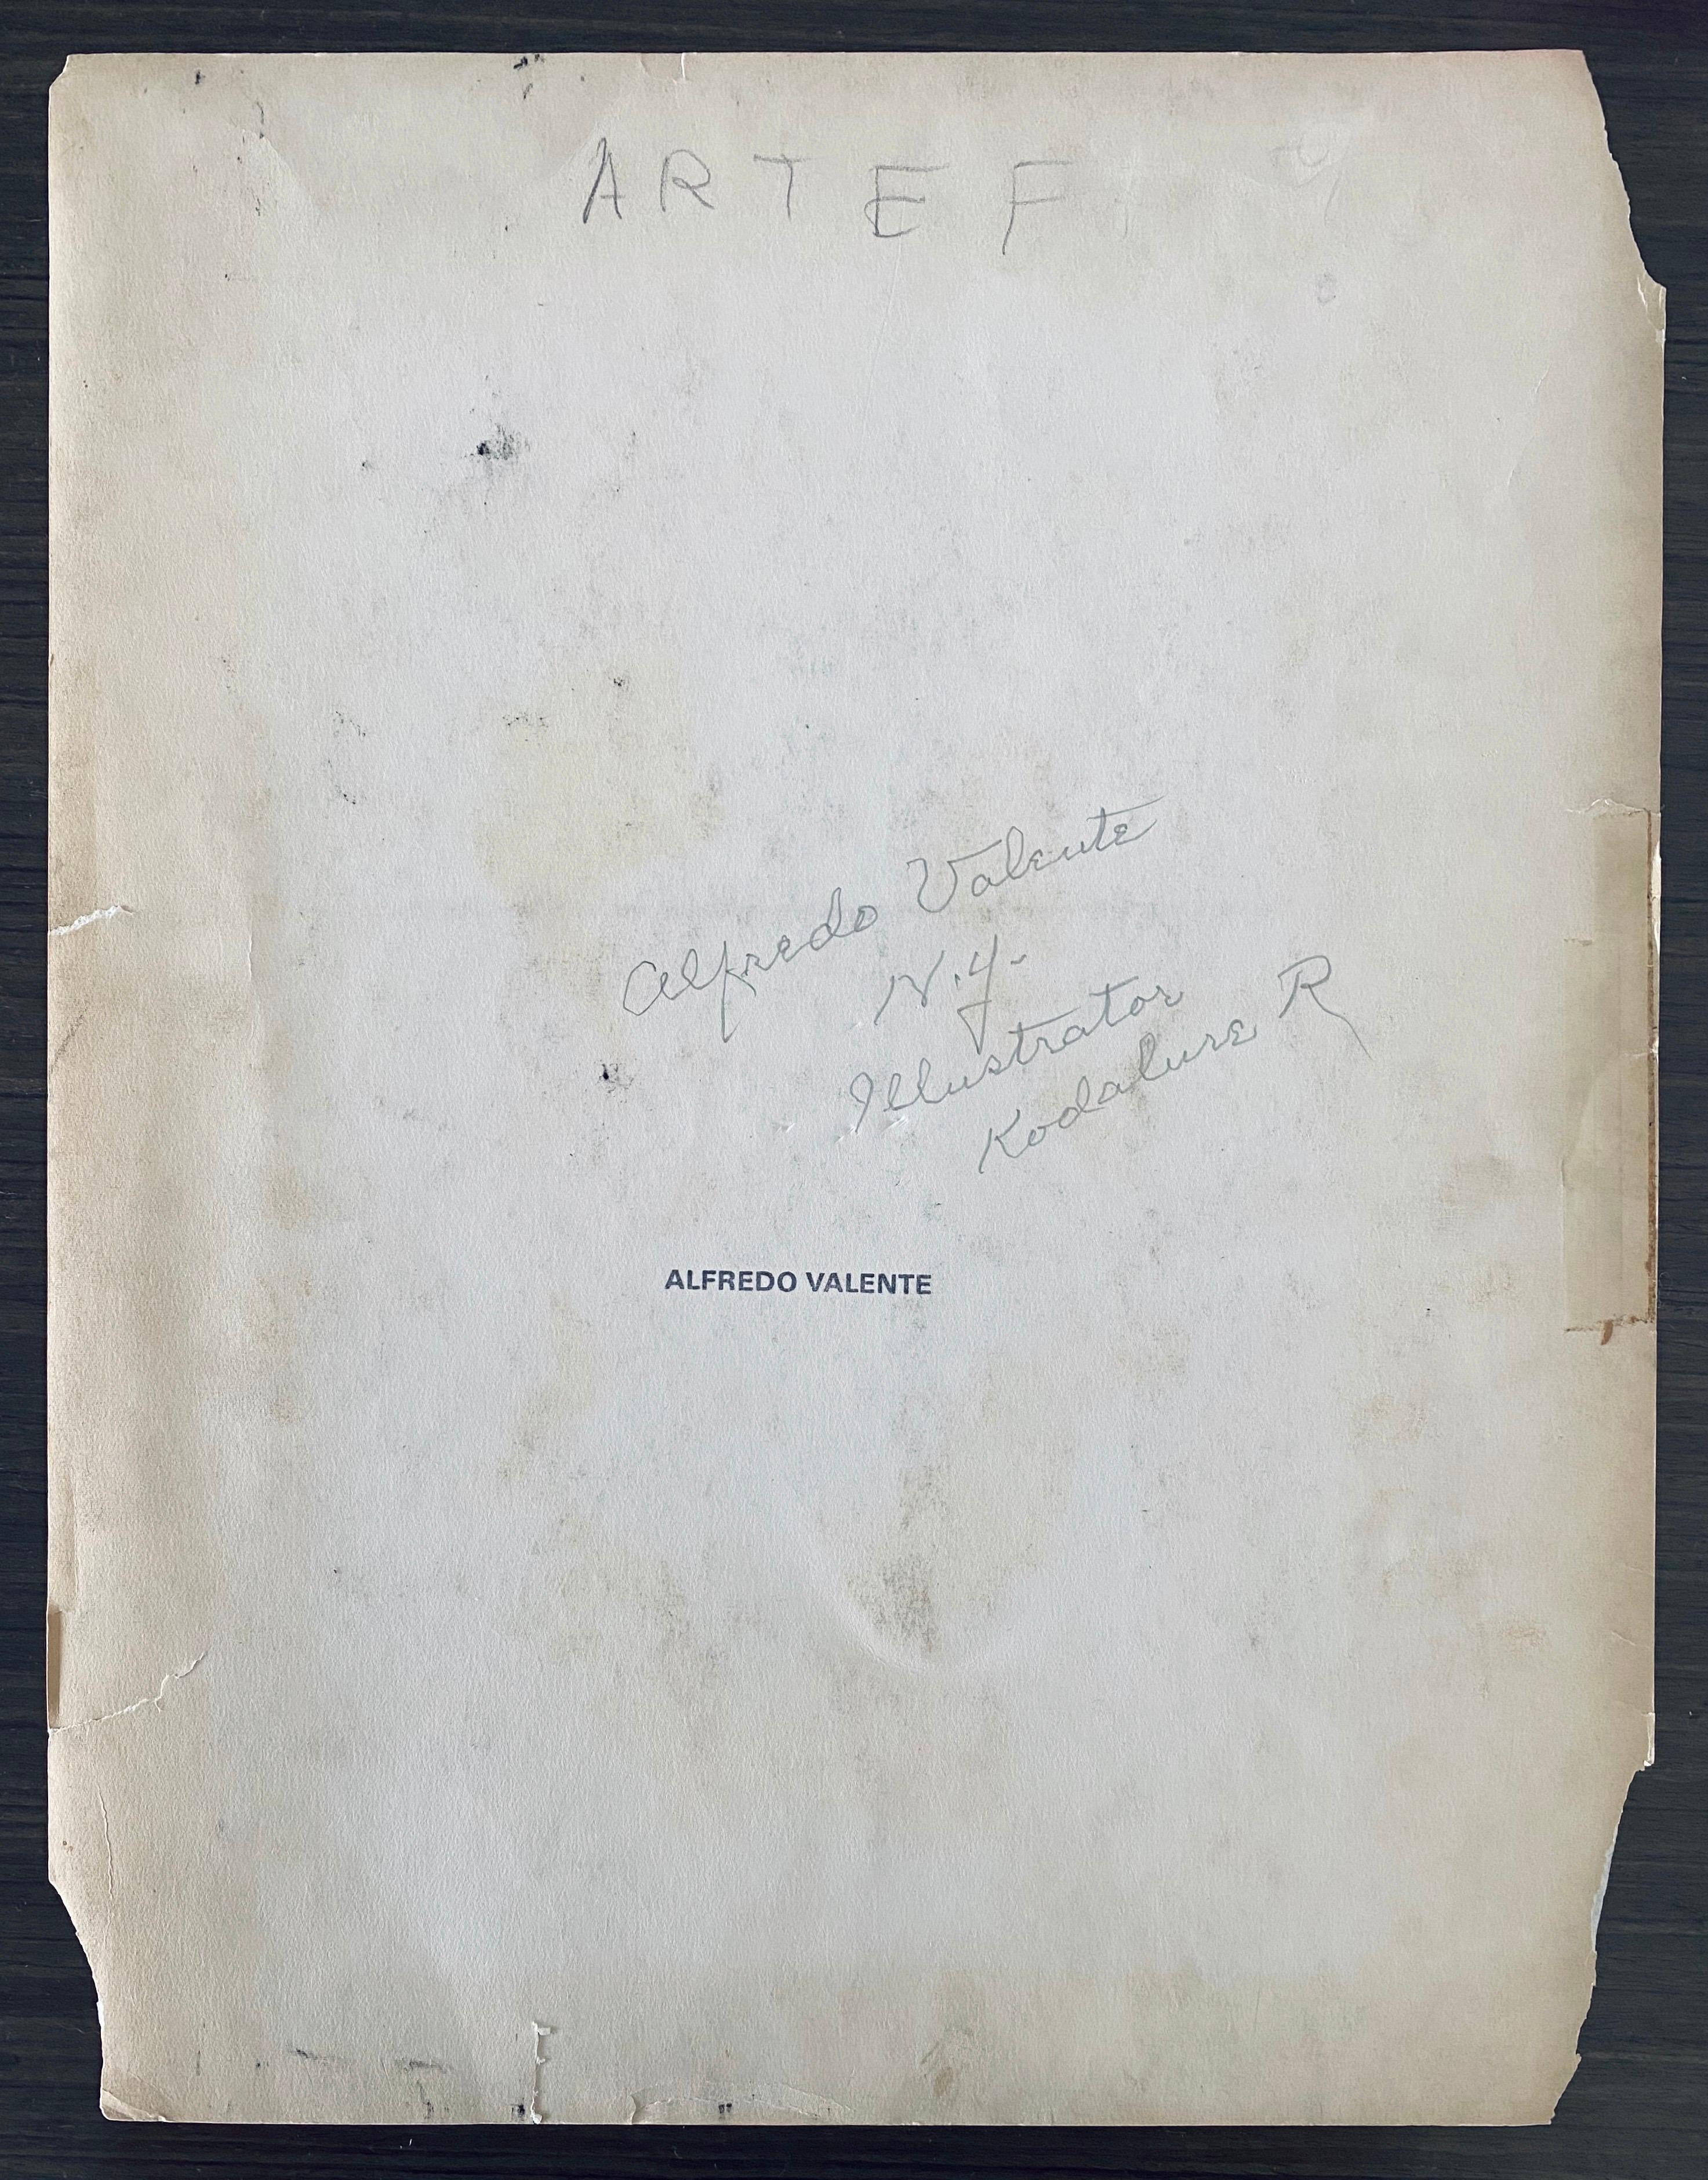 ARTEF
Alfredo Valente
N.Y.
Illustrator
Kodalure R
ALFREDO VALENTE